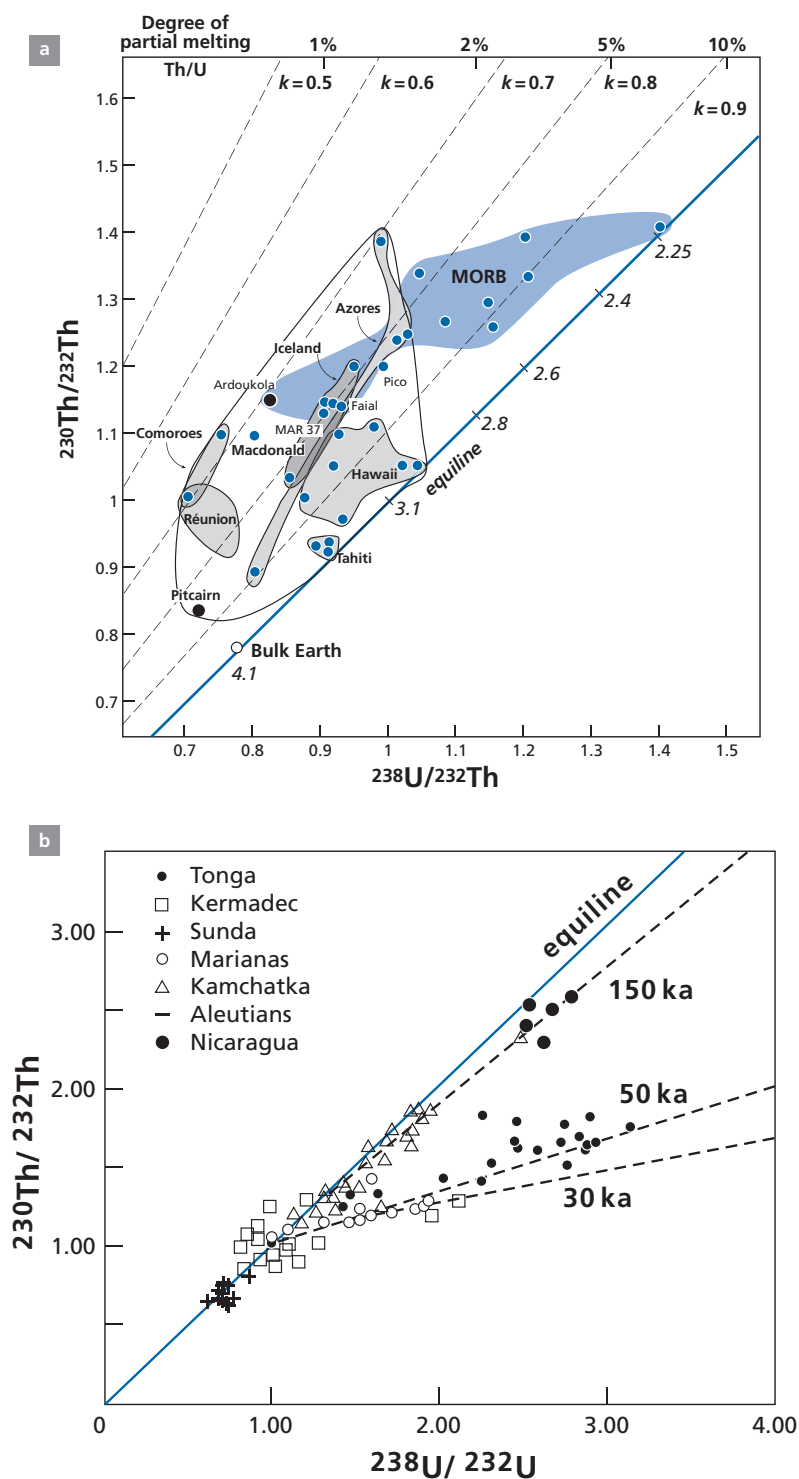 a
Degree of
partial melting
1%
2%
5%
10%
Th/U
k=0.5
k=0.6
k=0.7
k=0.8
k=0.9
1.6
1.5
1.4
1.3
1.2
1.1
1
0.9
0.8
0.7
230Th/232Th
MORB
2.25
2.4
Azores
Iceland
2.6
Ardoukola
Pico
Faial
2.8
MAR 37
Comoroes
Macdonald
Hawaii
equiline
3.1
Réunion
Tahiti
Pitcairn
Bulk Earth
4.1
0.7
0.8
0.9
1
1.1
1.2
1.3
1.4
1.5
238U/232Th
b
Tonga
Kermadec
Sunda
Marianas
Kamchatka
Aleutians
Nicaragua
equiline
150 ka
50 ka
30 ka
3.00
2.00
1.00
230Th/ 232Th
0
1.00
2.00
3.00
4.00
238U/ 232U